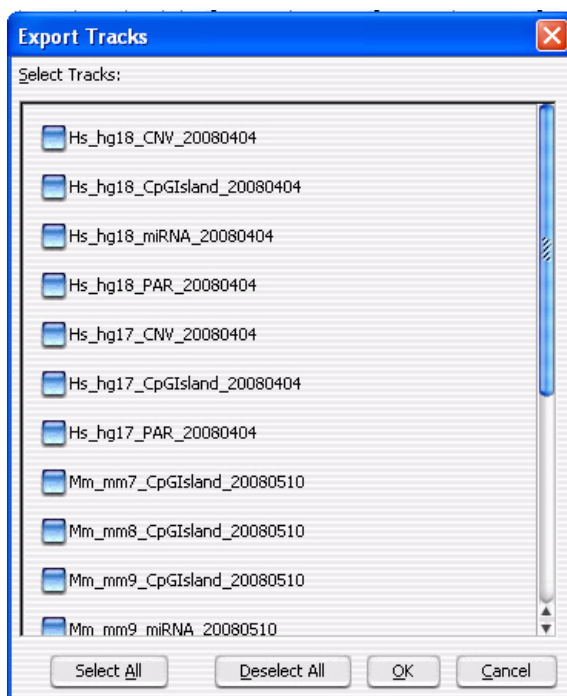 Export Tracks
Select Tracks:
Hs_hg18_CNV_20080404
Hs_hg18_CpGIsland_20080404
Hs_hg18_miRNA_20080404
Hs_hg18_PAR_20080404
Hs_hg17_CNV_20080404
Hs_hg17_CpGIsland_20080404
Hs_hg17_PAR_20080404
Mm_mm7_CpGIsland_20080510
Mm_mm8_CpGIsland_20080510
Mm_mm9_CpGIsland_20080510
Mm_mm9_miRNA_20080510
Select All Deselect All OK Cancel